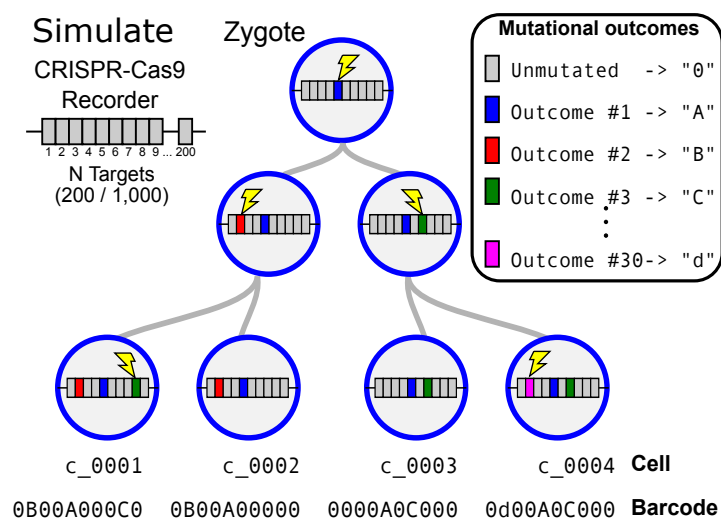 Simulate
CRISPR-Cas9
Recorder
1 2 3 4 5 6 7 8 9 ... 200
N Targets
(200 / 1,000)
Zygote
Mutational outcomes
Unmutated -> "0"
Outcome #1 -> "A"
Outcome #2 -> "B"
Outcome #3 -> "C"
Outcome #30-> "d"
c_0001 c_0002 c_0003 c_0004 Cell
0B00A000C0 0B00A00000 0000A0C000 0d00A0C000 Barcode